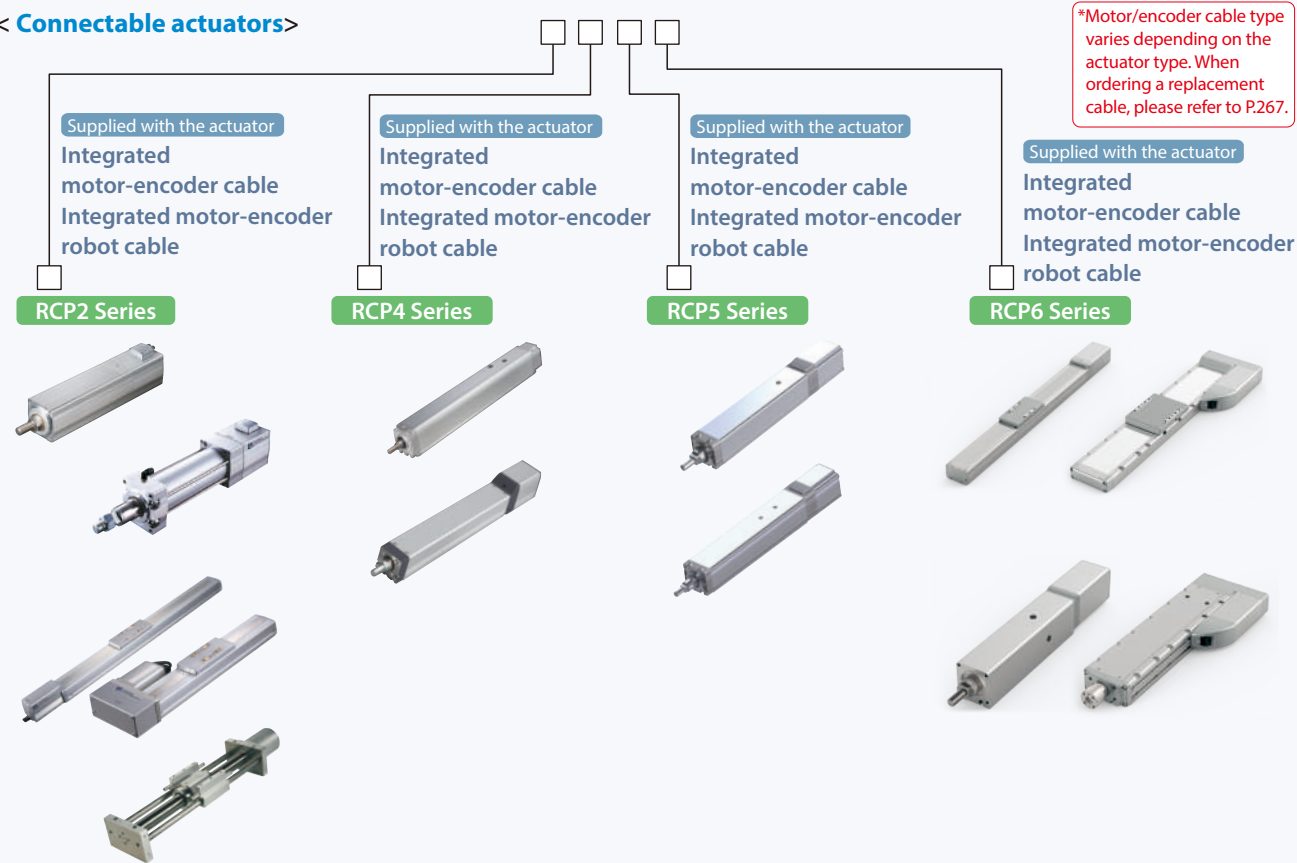 < Connectable actuators>
*Motor/encoder cable type
varies depending on the
actuator type. When
ordering a replacement
cable, please refer to P.267.
Supplied with the actuator
Integrated
motor-encoder cable
Integrated motor-encoder
robot cable
RCP2 Series
Supplied with the actuator
Integrated
motor-encoder cable
Integrated motor-encoder
robot cable
RCP4 Series
Supplied with the actuator
Integrated
motor-encoder cable
Integrated motor-encoder
robot cable
RCP5 Series
Supplied with the actuator
Integrated
motor-encoder cable
Integrated motor-encoder
robot cable
RCP6 Series